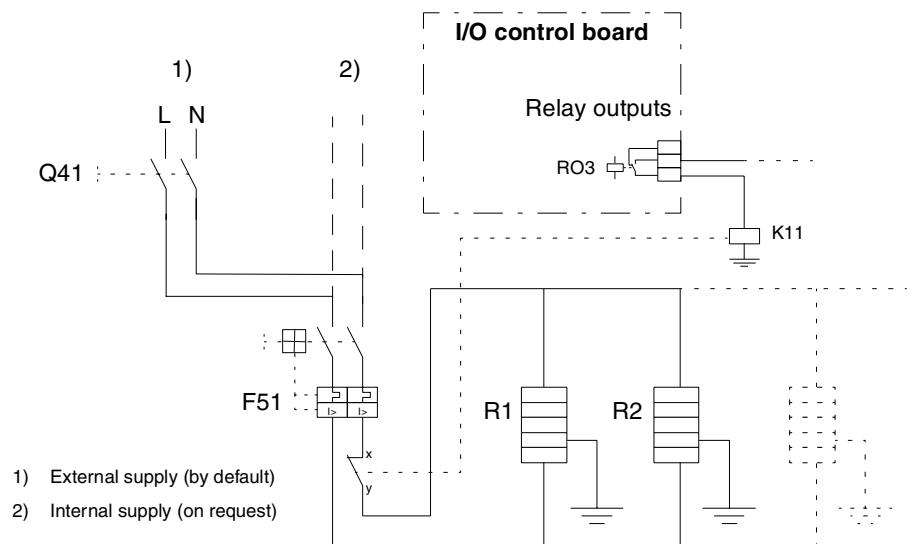 I/O control board
1)
2)
L N
Relay outputs
Q41
RO3
K11
F51
I> I>
R1
R2
x
y
1) External supply (by default)
2) Internal supply (on request)